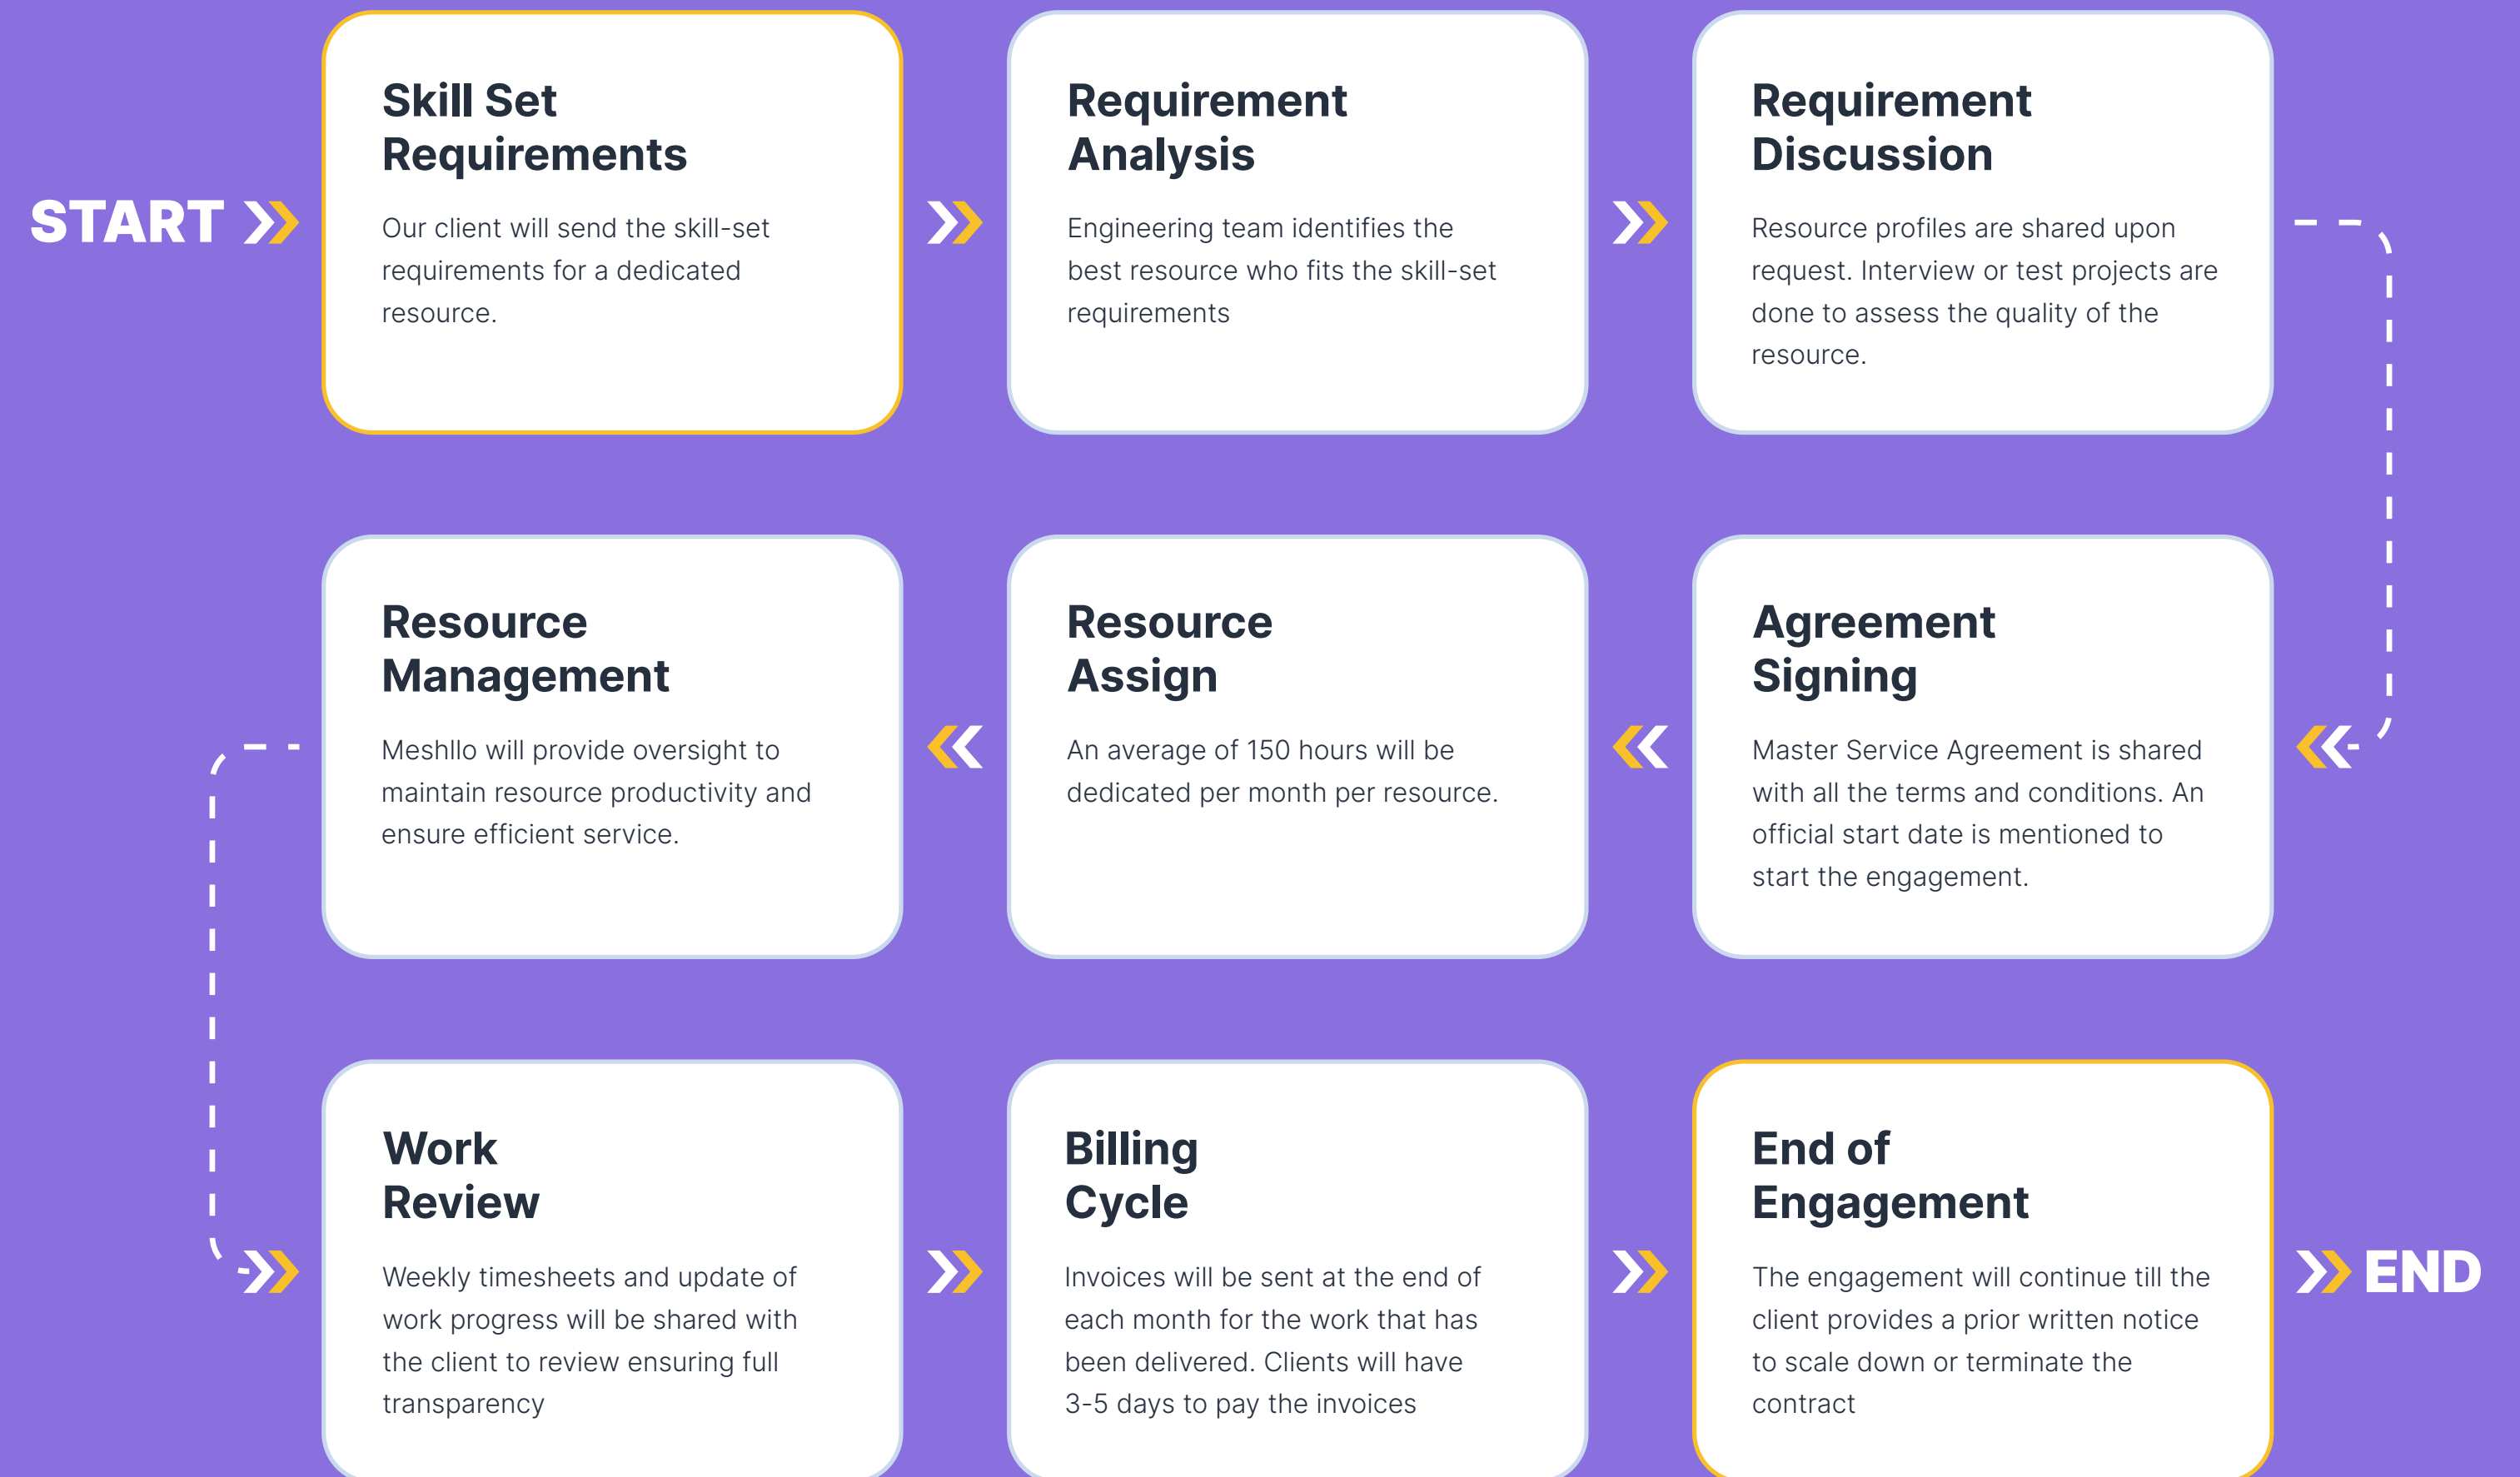 START
Skill Set
Requirements
Our client will send the skill-set
requirements for a dedicated
resource.
Requirement
Analysis
Engineering team identifies the
best resource who fits the skill-set
requirements
Requirement
Discussion
Resource profiles are shared upon
request. Interview or test projects are
done to assess the quality of the
resource.
Agreement
Signing
Master Service Agreement is shared
with all the terms and conditions. An
official start date is mentioned to
start the engagement.
Resource
Assign
An average of 150 hours will be
dedicated per month per resource.
Resource
Management
Meshllo will provide oversight to
maintain resource productivity and
ensure efficient service.
Work
Review
Weekly timesheets and update of
work progress will be shared with
the client to review ensuring full
transparency
Billing
Cycle
Invoices will be sent at the end of
each month for the work that has
been delivered. Clients will have
3-5 days to pay the invoices
End of
Engagement
The engagement will continue till the
client provides a prior written notice
to scale down or terminate the
contract
END